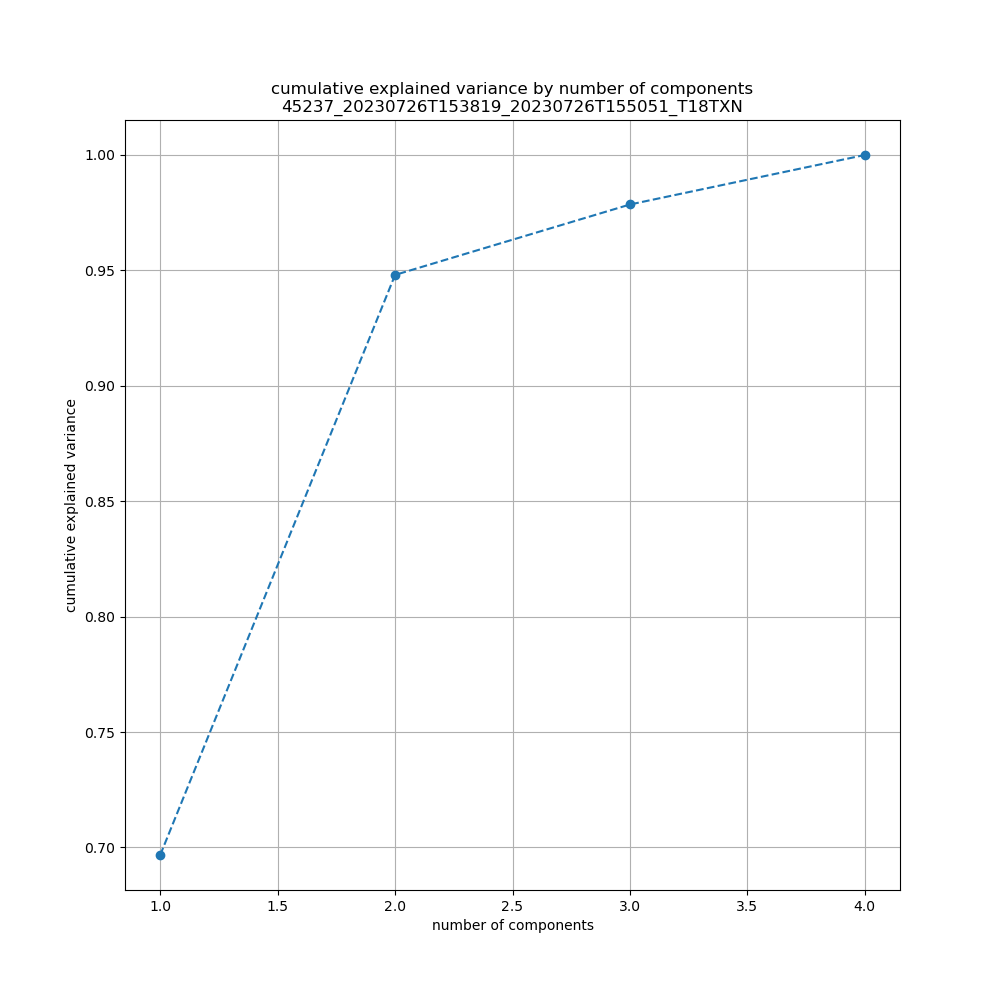 cumulative explained variance by number of components
45237_20230726T153819_20230726T155051_T18TXN
1.00
0.95
0.90
0.85
0.80
0.75
0.70
cumulative explained variance
1.0 1.5 2.0 2.5 3.0 3.5 4.0
number of components